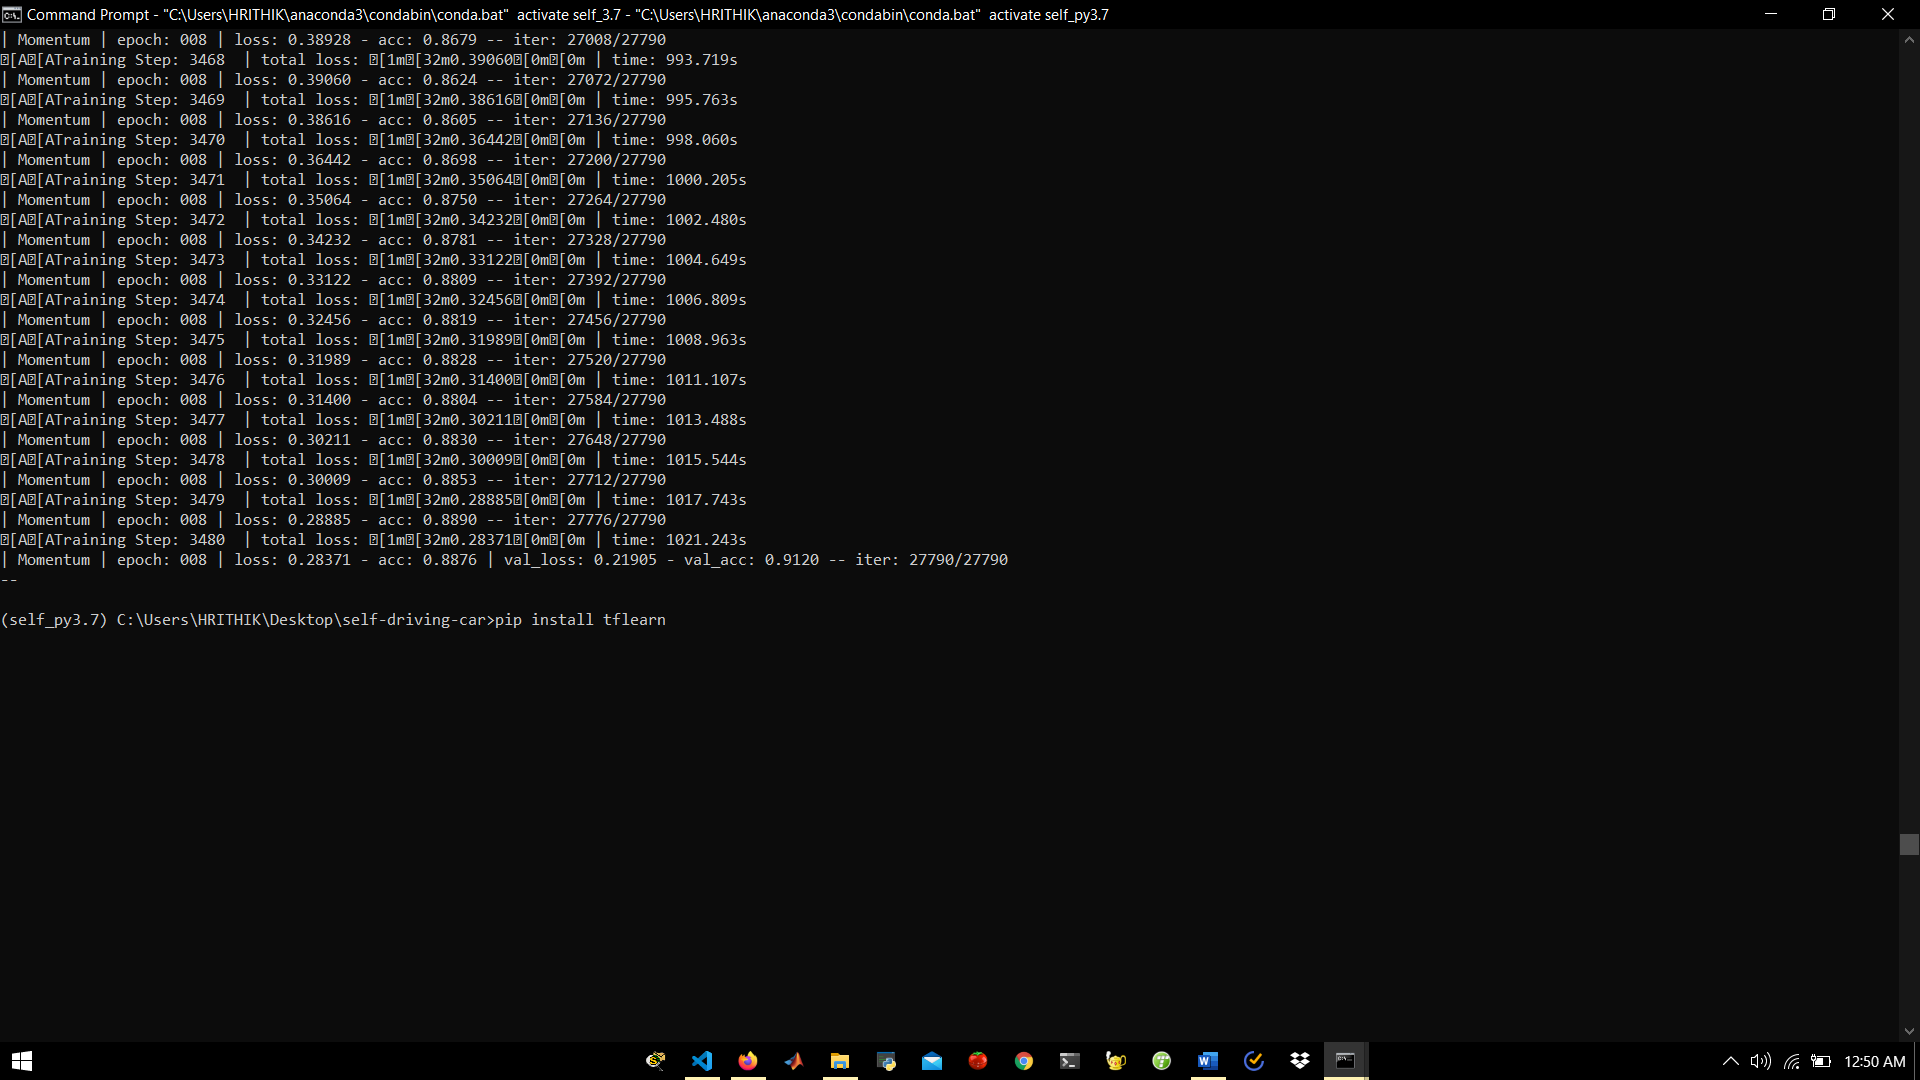 Command Prompt - "C:\Users\HRITHIK\anaconda3\condabin\conda.bat"  activate self_3.7 - "C:\Users\HRITHIK\anaconda3\condabin\conda.bat"  activate self_py3.7
| Momentum | epoch: 008 | loss: 0.38928 - acc: 0.8679 -- iter: 27008/27790
[A[ATraining Step: 3468  | total loss: [1m[32m0.39060[0m[0m | time: 993.719s
| Momentum | epoch: 008 | loss: 0.39060 - acc: 0.8624 -- iter: 27072/27790
[A[ATraining Step: 3469  | total loss: [1m[32m0.38616[0m[0m | time: 995.763s
| Momentum | epoch: 008 | loss: 0.38616 - acc: 0.8605 -- iter: 27136/27790
[A[ATraining Step: 3470  | total loss: [1m[32m0.36442[0m[0m | time: 998.060s
| Momentum | epoch: 008 | loss: 0.36442 - acc: 0.8698 -- iter: 27200/27790
[A[ATraining Step: 3471  | total loss: [1m[32m0.35064[0m[0m | time: 1000.205s
| Momentum | epoch: 008 | loss: 0.35064 - acc: 0.8750 -- iter: 27264/27790
[A[ATraining Step: 3472  | total loss: [1m[32m0.34232[0m[0m | time: 1002.480s
| Momentum | epoch: 008 | loss: 0.34232 - acc: 0.8781 -- iter: 27328/27790
[A[ATraining Step: 3473  | total loss: [1m[32m0.33122[0m[0m | time: 1004.649s
| Momentum | epoch: 008 | loss: 0.33122 - acc: 0.8809 -- iter: 27392/27790
[A[ATraining Step: 3474  | total loss: [1m[32m0.32456[0m[0m | time: 1006.809s
| Momentum | epoch: 008 | loss: 0.32456 - acc: 0.8819 -- iter: 27456/27790
[A[ATraining Step: 3475  | total loss: [1m[32m0.31989[0m[0m | time: 1008.963s
| Momentum | epoch: 008 | loss: 0.31989 - acc: 0.8828 -- iter: 27520/27790
[A[ATraining Step: 3476  | total loss: [1m[32m0.31400[0m[0m | time: 1011.107s
| Momentum | epoch: 008 | loss: 0.31400 - acc: 0.8804 -- iter: 27584/27790
[A[ATraining Step: 3477  | total loss: [1m[32m0.30211[0m[0m | time: 1013.488s
| Momentum | epoch: 008 | loss: 0.30211 - acc: 0.8830 -- iter: 27648/27790
[A[ATraining Step: 3478  | total loss: [1m[32m0.30009[0m[0m | time: 1015.544s
| Momentum | epoch: 008 | loss: 0.30009 - acc: 0.8853 -- iter: 27712/27790
[A[ATraining Step: 3479  | total loss: [1m[32m0.28885[0m[0m | time: 1017.743s
| Momentum | epoch: 008 | loss: 0.28885 - acc: 0.8890 -- iter: 27776/27790
[A[ATraining Step: 3480  | total loss: [1m[32m0.28371[0m[0m | time: 1021.243s
| Momentum | epoch: 008 | loss: 0.28371 - acc: 0.8876 | val_loss: 0.21905 - val_acc: 0.9120 -- iter: 27790/27790
--
(self_py3.7) C:\Users\HRITHIK\Desktop\self-driving-car>pip install tflearn
12:50 AM